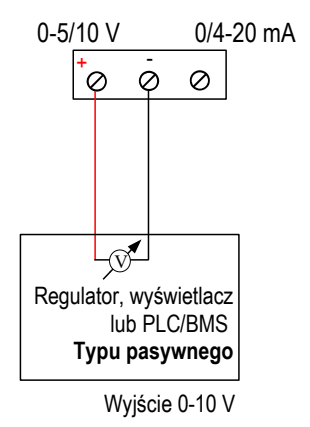 0-5/10 V 0/4-20 mA
+ -
V
Regulator, wyświetlacz
lub PLC/BMS
Typu pasywnego
Wyjście 0-10 V